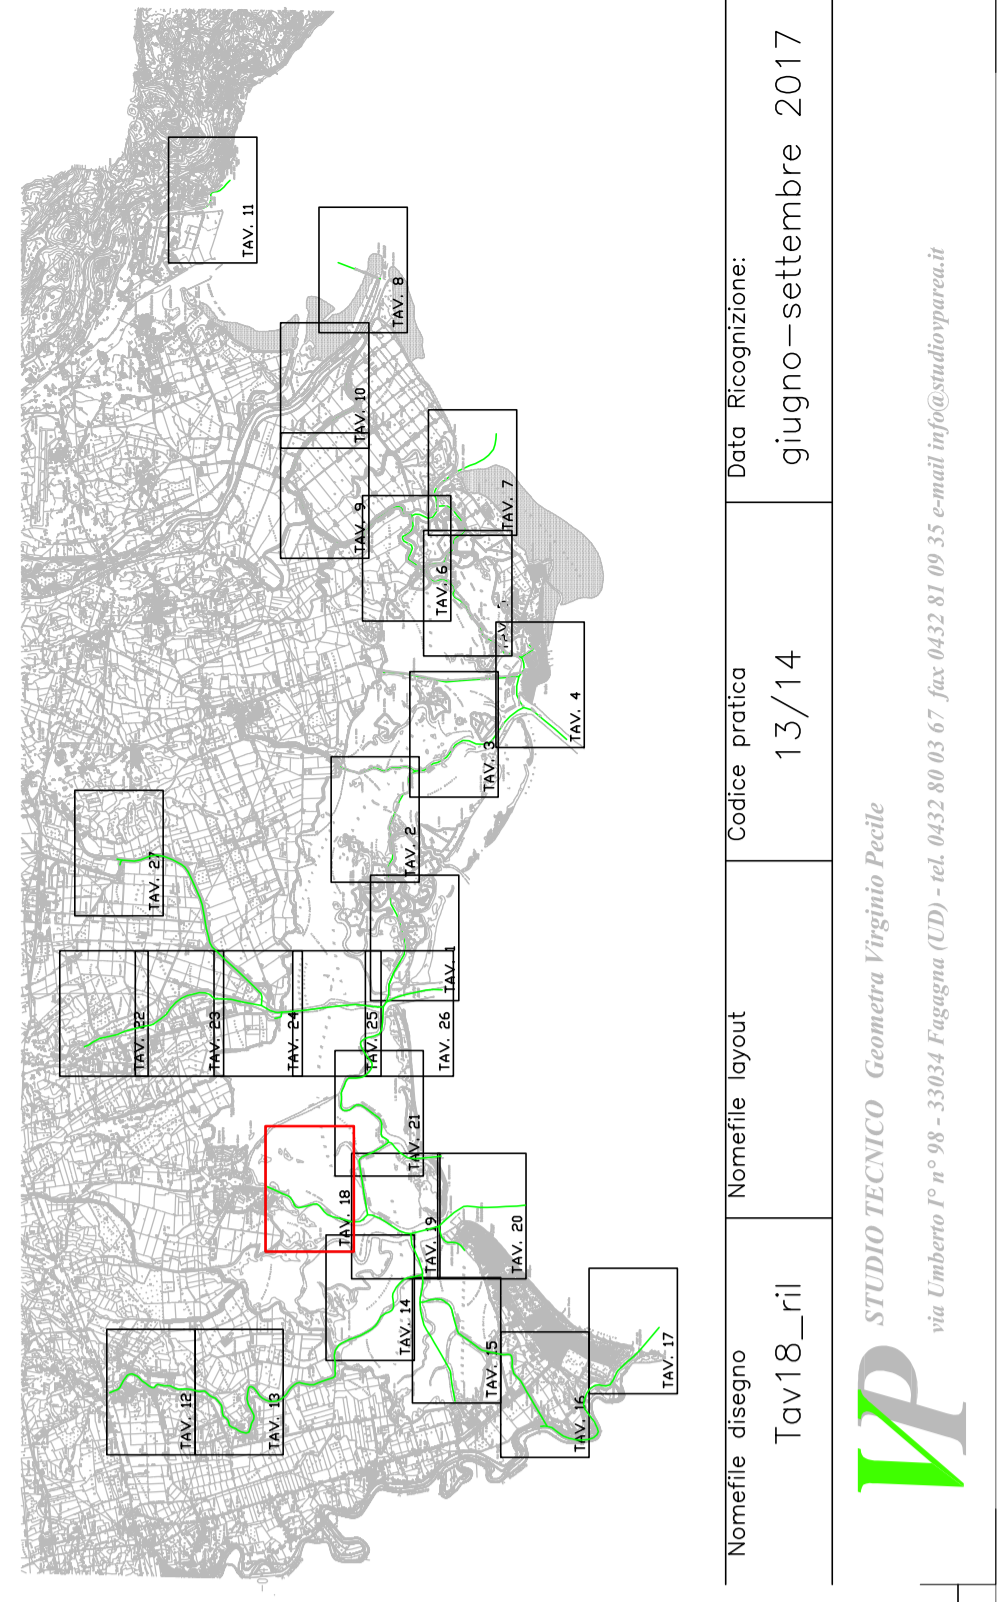 TAV. 11
TAV. 8
TAV. 10
TAV. 9
TAV. 7
TAV. 6
TAV. 4
TAV. 3
TAV. 2
TAV. 27
TAV. 1
TAV. 22
TAV. 23
TAV. 24
TAV. 25
TAV. 26
TAV. 21
TAV. 18
TAV. 19
TAV. 20
TAV. 14
TAV. 15
TAV. 12
TAV. 13
TAV. 16
TAV. 17
Nomefile disegno
Tav18_ril
Nomefile layout
Codice pratica
13/14
Data Ricognizione:
giugno-settembre 2017
VP
STUDIO TECNICO Geometra Virginio Pecile
via Umberto I° n° 98 - 33034 Fagagna (UD) - tel. 0432 80 03 67 fax 0432 81 09 35 e-mail info@studiovparea.it